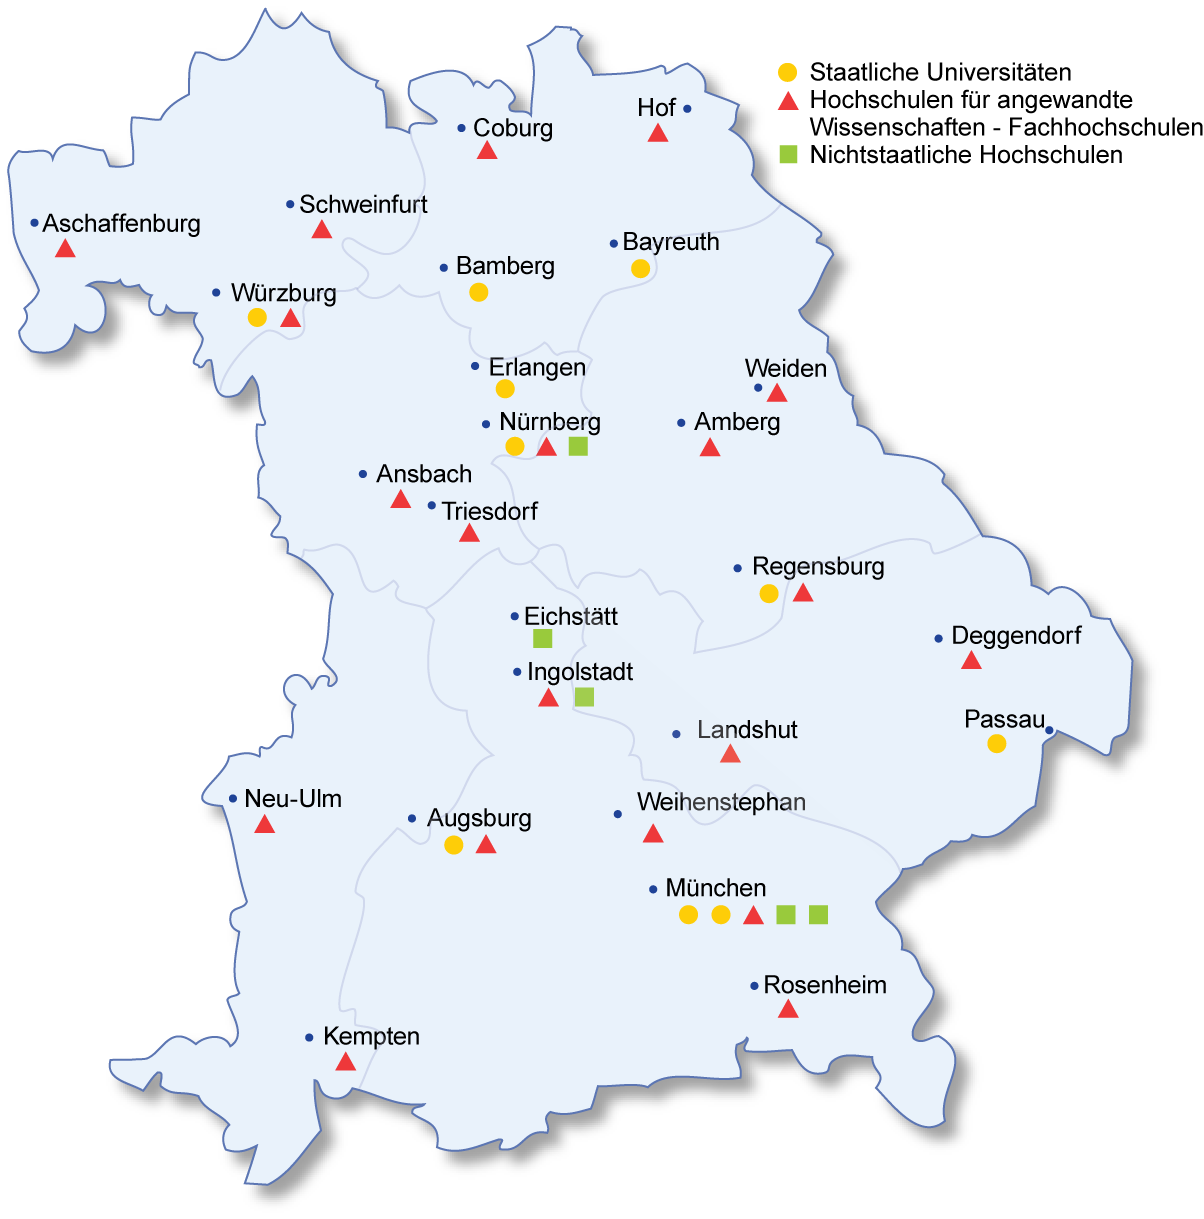 Staatliche Universitäten
Hochschulen für angewandte
Wissenschaften - Fachhochschulen
Nichtstaatliche Hochschulen
Hof
Coburg
Schweinfurt
Aschaffenburg
Bayreuth
Bamberg
Würzburg
Erlangen
Weiden
Nürnberg
Amberg
Ansbach
Triesdorf
Regensburg
Eichstätt
Deggendorf
Ingolstadt
Passau
Landshut
Neu-Ulm
Weihenstephan
Augsburg
München
Rosenheim
Kempten